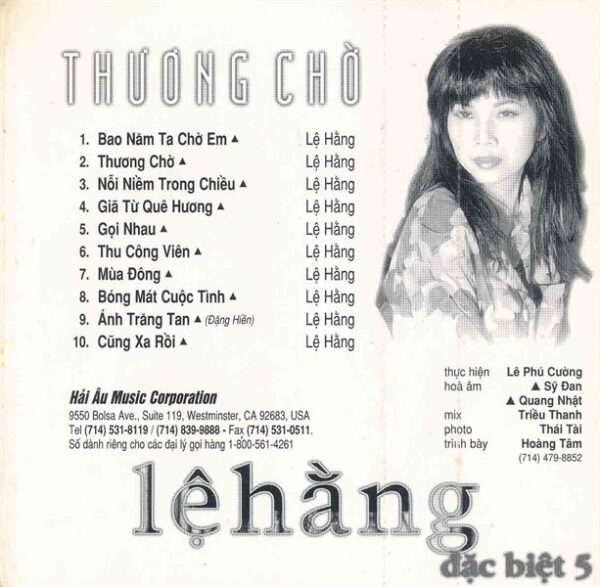 THƯƠNG CHỜ
1. Bao Năm Ta Chờ Em ▲ Lệ Hằng
2. Thương Chờ ▲ Lệ Hằng
3. Nỗi Niềm Trong Chiều ▲ Lệ Hằng
4. Giã Từ Quê Hương ▲ Lệ Hằng
5. Gọi Nhau ▲ Lệ Hằng
6. Thu Công Viên ▲ Lệ Hằng
7. Mùa Đông ▲ Lệ Hằng
8. Bóng Mát Cuộc Tình ▲ Lệ Hằng
9. Ánh Trăng Tan ▲ (Đặng Hiền) Lệ Hằng
10. Cũng Xa Rồi ▲ Lệ Hằng
thực hiện Lê Phú Cường
hoà âm ▲ Sỹ Đan
▲ Quang Nhật
mix Triều Thanh
photo Thái Tài
trình bày Hoàng Tâm
(714) 479-8852
Hải Âu Music Corporation
9550 Bolsa Ave., Suite 119, Westminster, CA 92683, USA
Tel (714) 531-8119 / (714) 839-9888 - Fax (714) 531-0511.
Số dành riêng cho các đại lý gọi hàng 1-800-561-4261
lệ hằng
đặc biệt 5